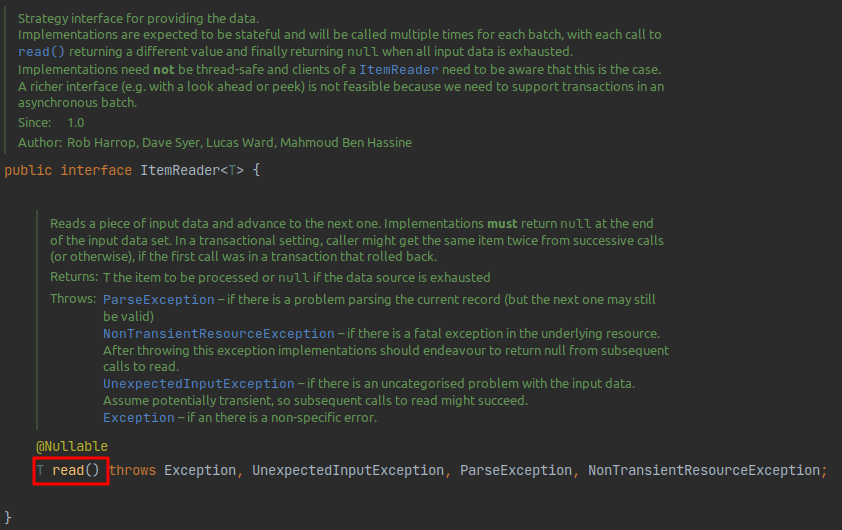 Strategy interface for providing the data.
Implementations are expected to be stateful and will be called multiple times for each batch, with each call to
read() returning a different value and finally returning null when all input data is exhausted.
Implementations need not be thread-safe and clients of a ItemReader need to be aware that this is the case.
A richer interface (e.g. with a look ahead or peek) is not feasible because we need to support transactions in an
asynchronous batch.
Since: 1.0
Author: Rob Harrop, Dave Syer, Lucas Ward, Mahmoud Ben Hassine
public interface ItemReader<T> {
Reads a piece of input data and advance to the next one. Implementations must return null at the end
of the input data set. In a transactional setting, caller might get the same item twice from successive calls
(or otherwise), if the first call was in a transaction that rolled back.
Returns: T the item to be processed or null if the data source is exhausted
Throws: ParseException – if there is a problem parsing the current record (but the next one may still
be valid)
NonTransientResourceException – if there is a fatal exception in the underlying resource.
After throwing this exception implementations should endeavour to return null from subsequent
calls to read.
UnexpectedInputException – if there is an uncategorised problem with the input data.
Assume potentially transient, so subsequent calls to read might succeed.
Exception – if an there is a non-specific error.
@Nullable
T read() throws Exception, UnexpectedInputException, ParseException, NonTransientResourceException;
}